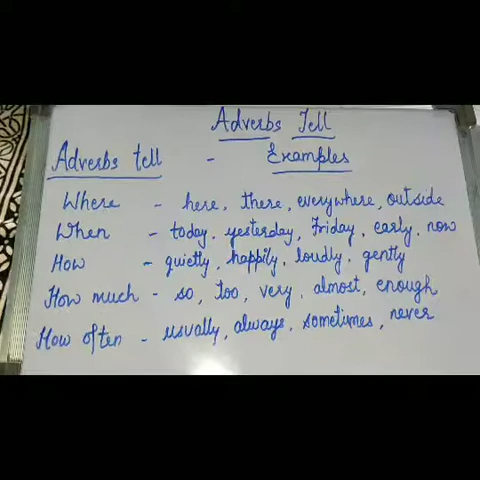 Adverbs Tell
Adverbs tell - Examples
Where - here, there, everywhere, outside
When - today, yesterday, Friday, early, now
How - quietly, happily, loudly, gently
How much - so, too, very, almost, enough
How often - usually, always, sometimes, never